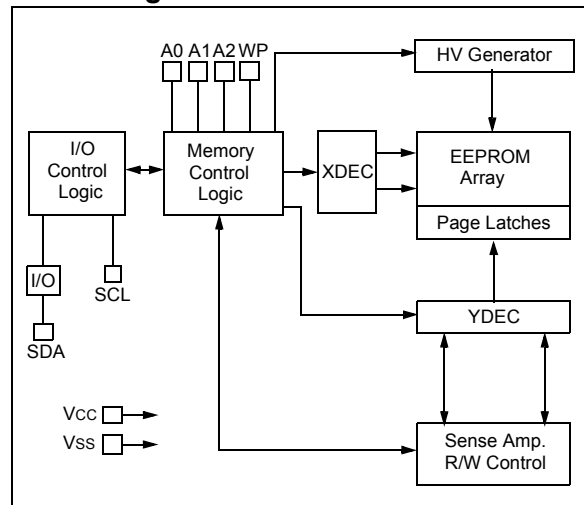 A0 A1 A2 WP
HV Generator
I/O
Control
Logic
Memory
Control
Logic
XDEC
EEPROM
Array
Page Latches
I/O
SCL
SDA
YDEC
VCC
VSS
Sense Amp.
R/W Control